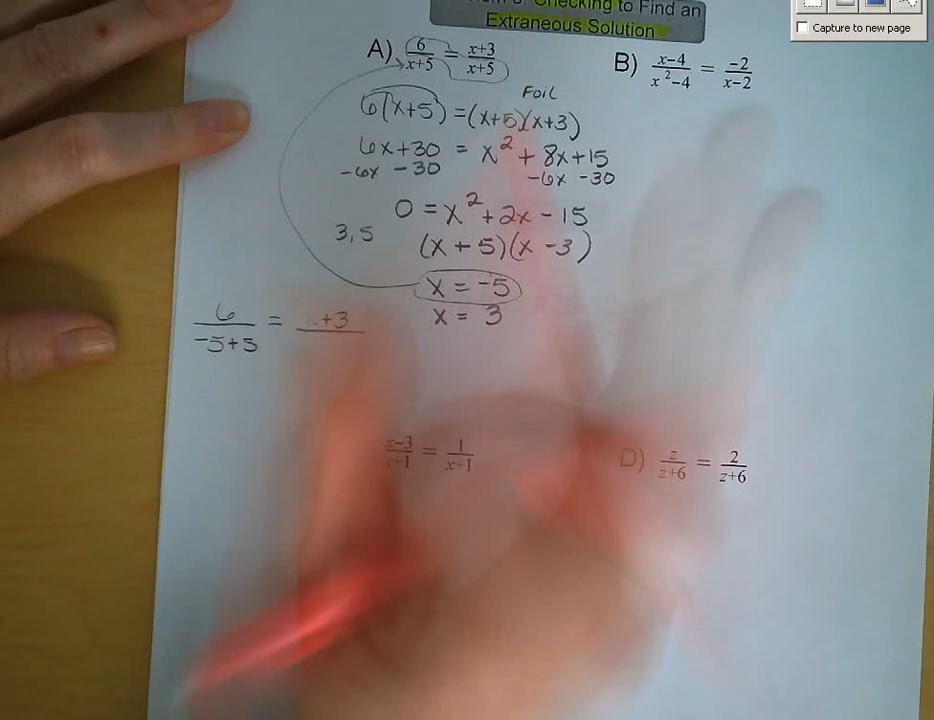 Checking to Find an
Extraneous Solution
Capture to new page
A) 6/x+5 = x+3/x+5
B) x-4/x²-4 = -2/x-2
FOIL
6(x+5) = (x+5)(x+3)
6x+30 = x² + 8x+15
-6x -30 -6x -30
0 = x² + 2x - 15
3,5 (x + 5)(x - 3)
x = -5
x = 3
6/-5+5 = +3
x-3/x+1 = 1/x+1
D) z/z+6 = 2/z+6